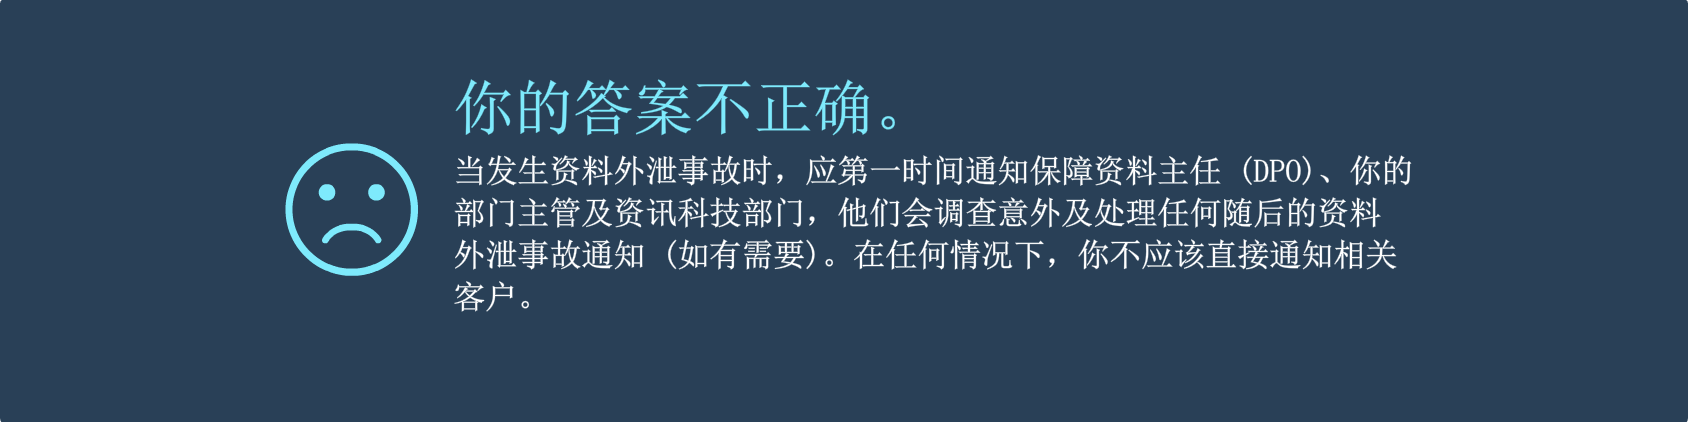 你的答案不正确。
当发生资料外泄事故时，应第一时间通知保障资料主任 (DPO)、你的
部门主管及资讯科技部门，他们会调查意外及处理任何随后的资料
外泄事故通知 (如有需要)。在任何情况下，你不应该直接通知相关
客户。